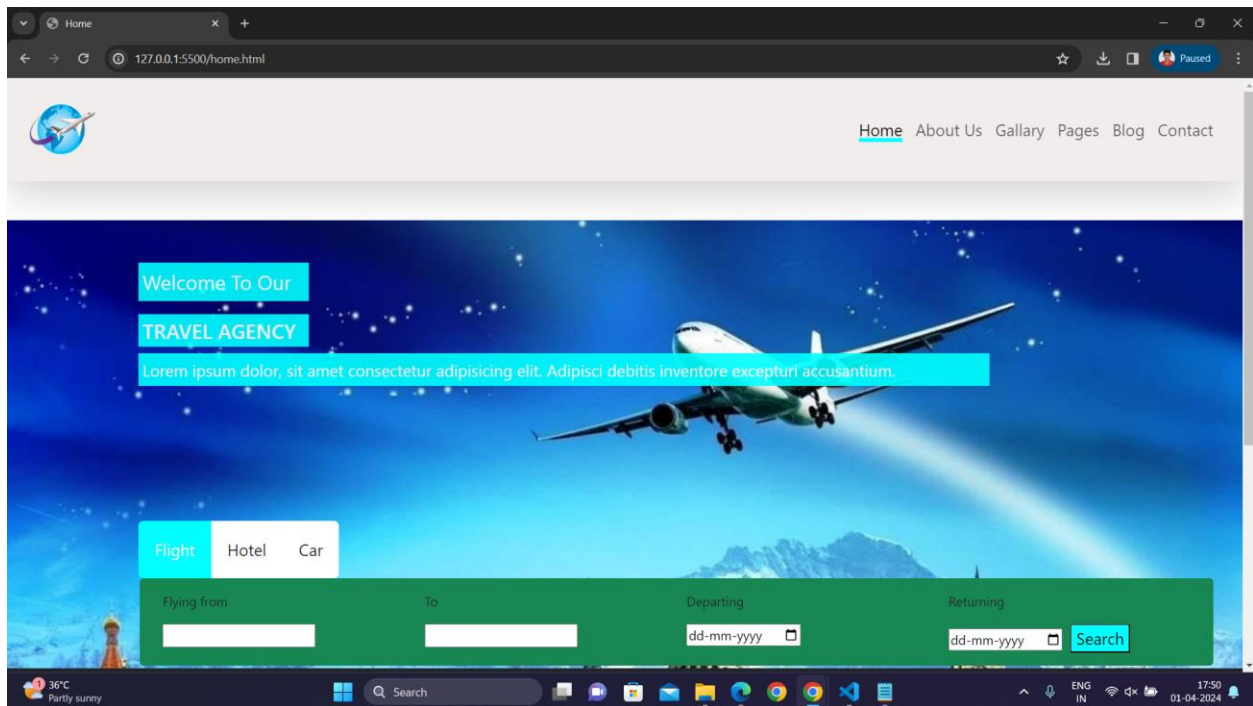 Home
127.0.0.1:5500/home.html
Paused
Home About Us Gallary Pages Blog Contact
Welcome To Our
TRAVEL AGENCY
Lorem ipsum dolor, sit amet consectetur adipisicing elit. Adipisci debitis inventore excepturi accusantium.
Flight Hotel Car
Flying from To Departing Returning
dd-mm-yyyy dd-mm-yyyy Search
1 36°C
Partly sunny
Search
ENG
IN
17:50
01-04-2024